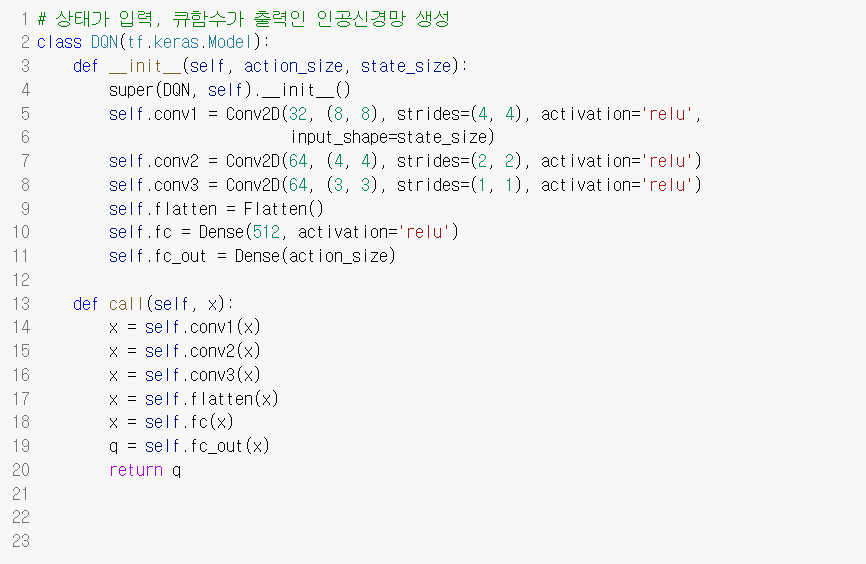 1 # 상태가 입력, 큐함수가 출력인 인공신경망 생성
2 class DQN(tf.keras.Model):
3     def __init__(self, action_size, state_size):
4         super(DQN, self).__init__()
5         self.conv1 = Conv2D(32, (8, 8), strides=(4, 4), activation='relu',
6                             input_shape=state_size)
7         self.conv2 = Conv2D(64, (4, 4), strides=(2, 2), activation='relu')
8         self.conv3 = Conv2D(64, (3, 3), strides=(1, 1), activation='relu')
9         self.flatten = Flatten()
10         self.fc = Dense(512, activation='relu')
11         self.fc_out = Dense(action_size)
12
13     def call(self, x):
14         x = self.conv1(x)
15         x = self.conv2(x)
16         x = self.conv3(x)
17         x = self.flatten(x)
18         x = self.fc(x)
19         q = self.fc_out(x)
20         return q
21
22
23